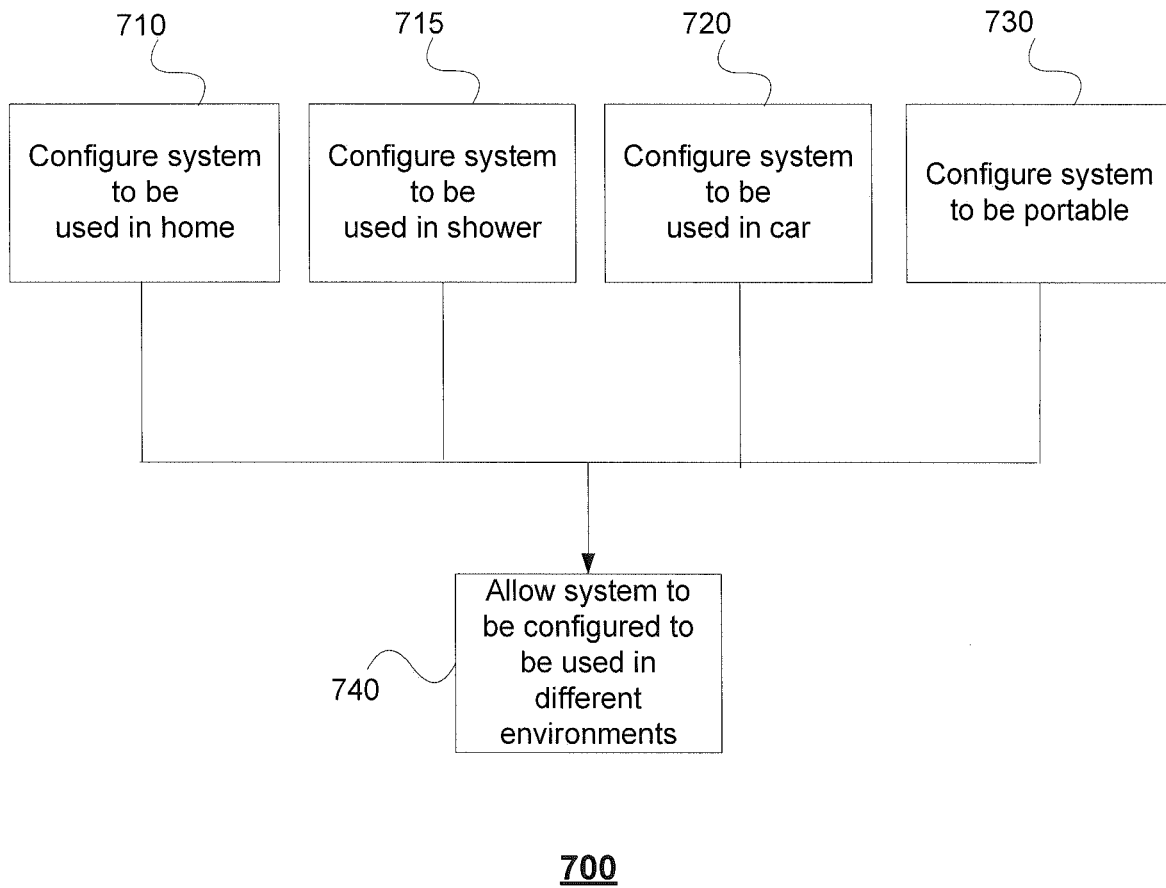 710
715
720
730
Configure system
to be
used in home
Configure system
to be
used in shower
Configure system
to be
used in car
Configure system
to be portable
Allow system to
be configured to
be used in
different
environments
740
700